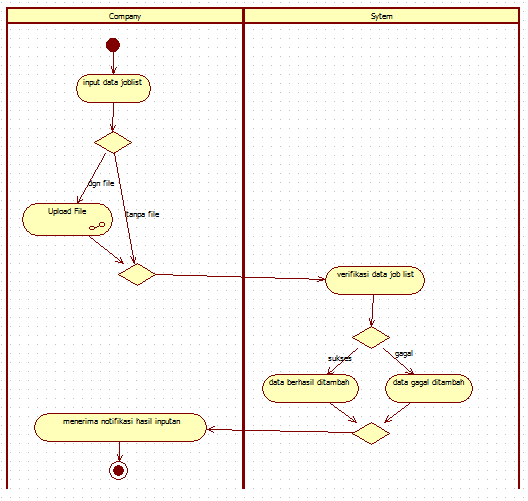 Company
Sytem
input data joblist
dgn file
tanpa file
Upload File
verifikasi data job list
sukses
gagal
data berhasil ditambah
data gagal ditambah
menerima notifikasi hasil inputan